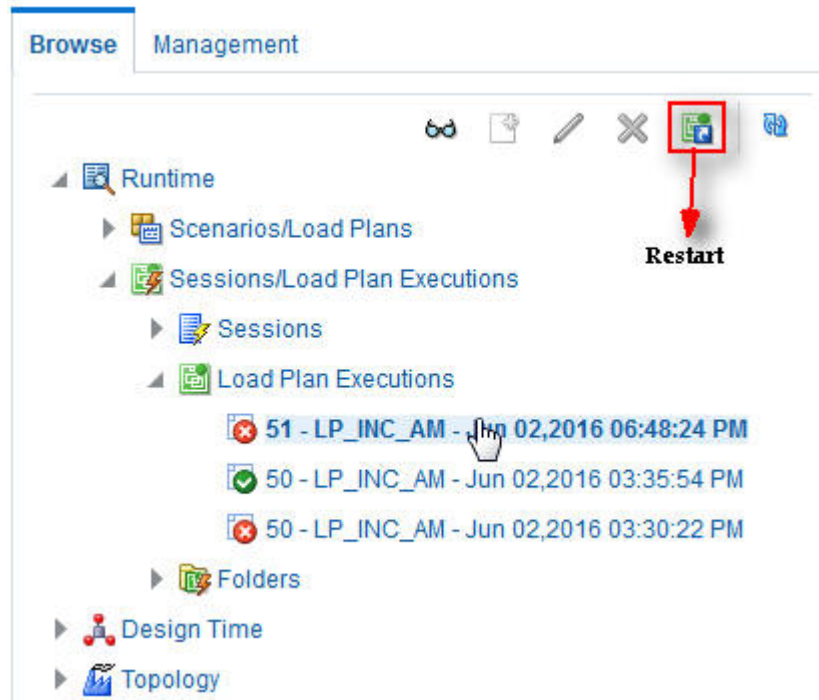 Browse Management
Restart
Runtime
Scenarios/Load Plans
Sessions/Load Plan Executions
Sessions
Load Plan Executions
51 - LP_INC_AM - Jun 02,2016 06:48:24 PM
50 - LP_INC_AM - Jun 02,2016 03:35:54 PM
50 - LP_INC_AM - Jun 02,2016 03:30:22 PM
Folders
Design Time
Topology